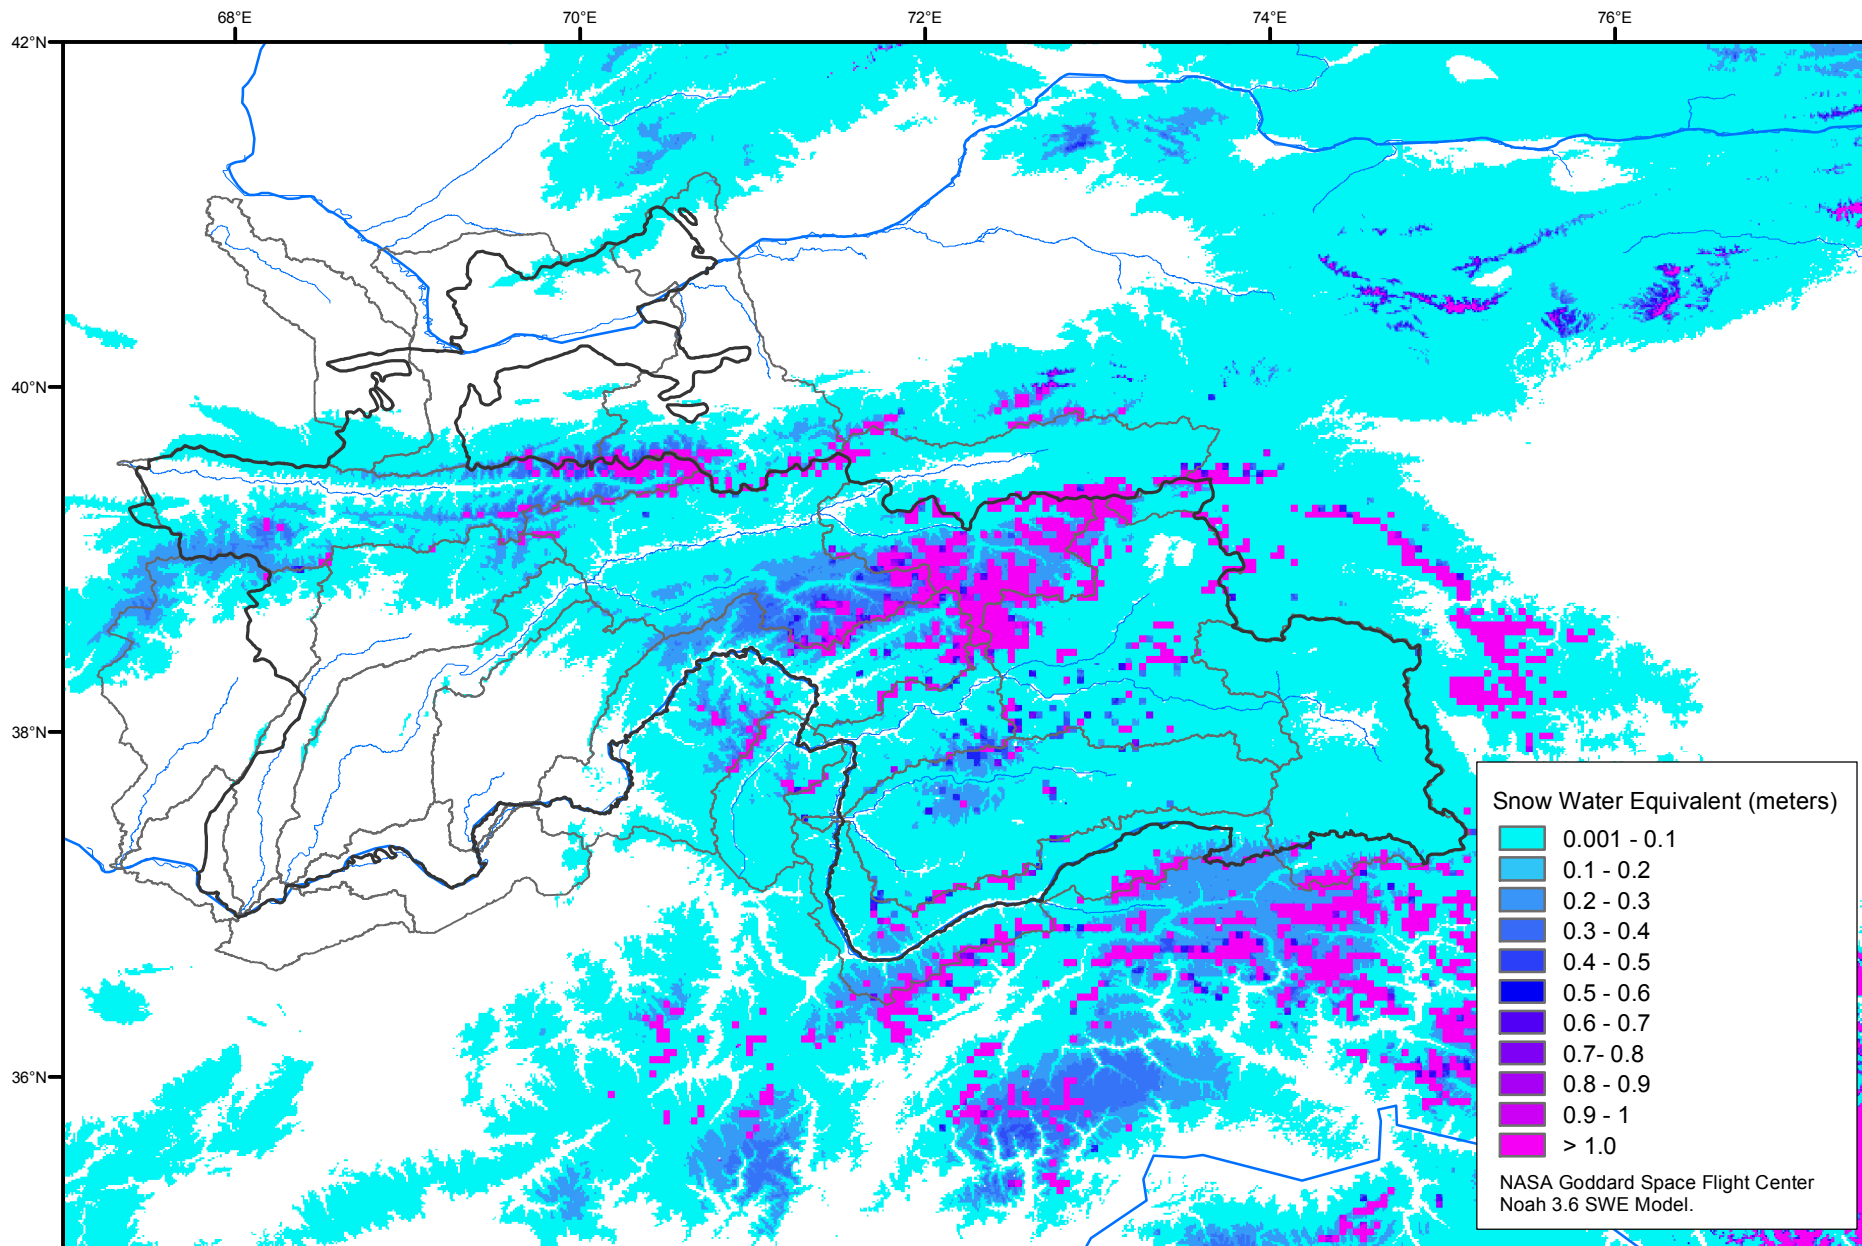 68°E 70°E 72°E 74°E 76°E
42°N
40°N
38°N
36°N
Snow Water Equivalent (meters)
0.001 - 0.1
0.1 - 0.2
0.2 - 0.3
0.3 - 0.4
0.4 - 0.5
0.5 - 0.6
0.6 - 0.7
0.7- 0.8
0.8 - 0.9
0.9 - 1
> 1.0
NASA Goddard Space Flight Center
Noah 3.6 SWE Model.